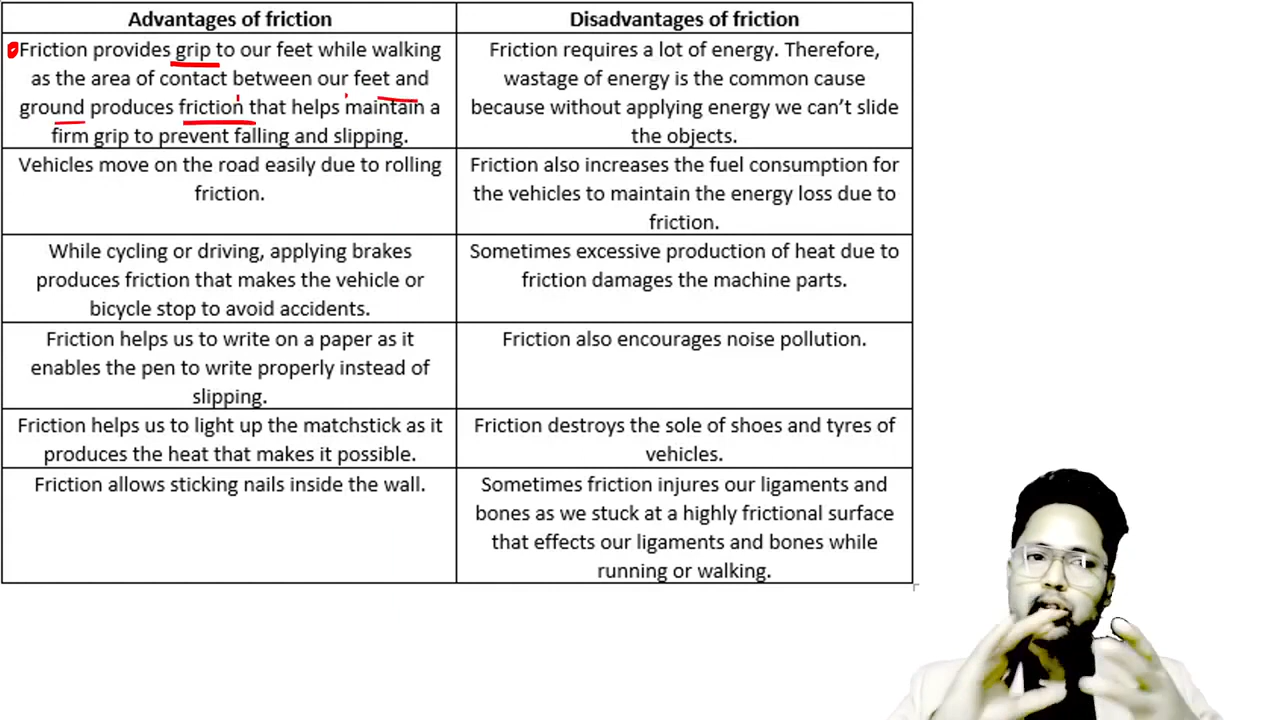 Advantages of friction
Disadvantages of friction
Friction provides grip to our feet while walking
as the area of contact between our feet and
ground produces friction that helps maintain a
firm grip to prevent falling and slipping.
Friction requires a lot of energy. Therefore,
wastage of energy is the common cause
because without applying energy we can’t slide
the objects.
Vehicles move on the road easily due to rolling
friction.
Friction also increases the fuel consumption for
the vehicles to maintain the energy loss due to
friction.
While cycling or driving, applying brakes
produces friction that makes the vehicle or
bicycle stop to avoid accidents.
Sometimes excessive production of heat due to
friction damages the machine parts.
Friction helps us to write on a paper as it
enables the pen to write properly instead of
slipping.
Friction also encourages noise pollution.
Friction helps us to light up the matchstick as it
produces the heat that makes it possible.
Friction destroys the sole of shoes and tyres of
vehicles.
Friction allows sticking nails inside the wall.
Sometimes friction injures our ligaments and
bones as we stuck at a highly frictional surface
that effects our ligaments and bones while
running or walking.